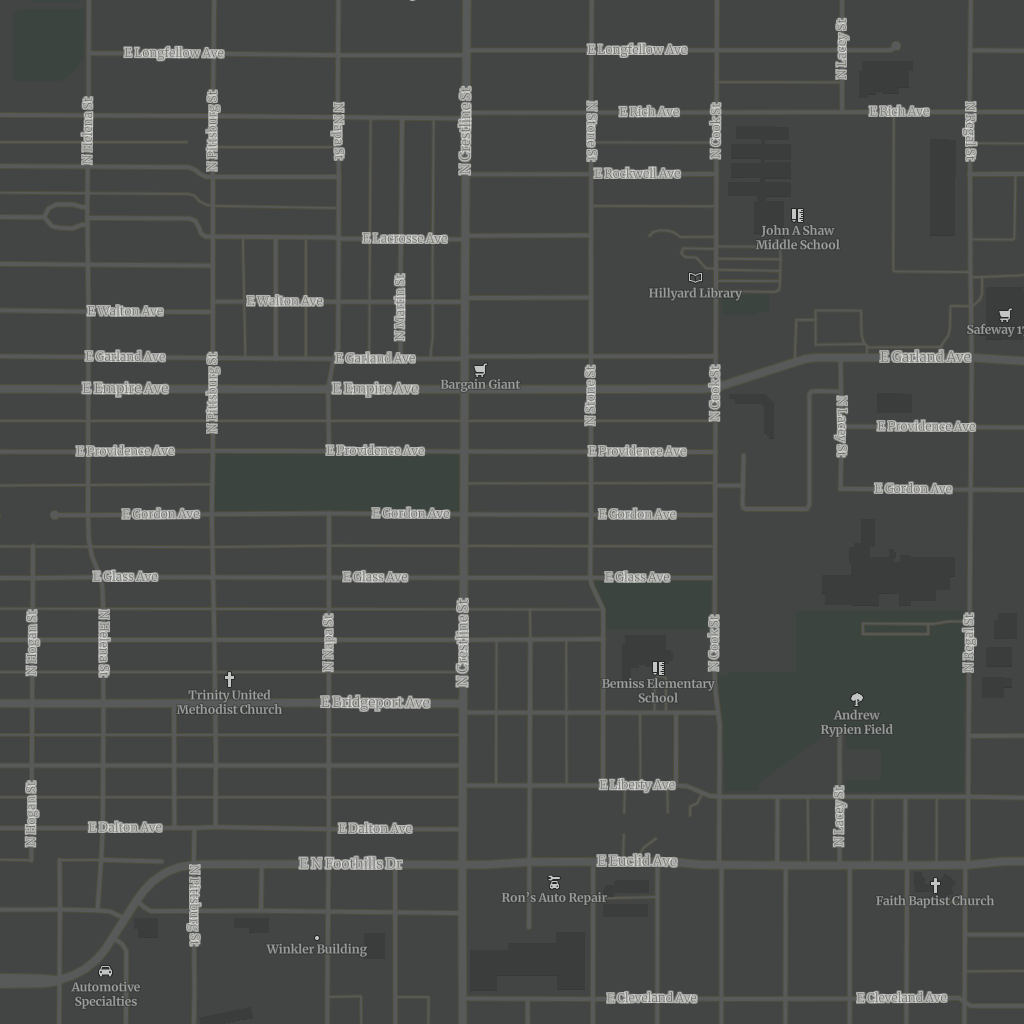 E Longfellow Ave
E Longfellow Ave
N Lacey St
N Helena St
N Pittsburg St
N Napa St
N Crestline St
N Stone St
E Rich Ave
N Cook St
E Rich Ave
N Regal St
E Rockwell Ave
John A Shaw
Middle School
E Lacrosse Ave
Hillyard Library
E Walton Ave
E Walton Ave
N Martin St
Safeway 17
E Garland Ave
E Garland Ave
E Garland Ave
E Empire Ave
N Pittsburg St
E Empire Ave
Bargain Giant
N Stone St
N Cook St
N Lacey St
E Providence Ave
E Providence Ave
E Providence Ave
E Providence Ave
E Gordon Ave
E Gordon Ave
E Gordon Ave
E Gordon Ave
E Glass Ave
E Glass Ave
E Glass Ave
N Hogan St
N Helena St
N Napa St
N Crestline St
N Cook St
N Regal St
Trinity United
Methodist Church
E Bridgeport Ave
Bemiss Elementary
School
Andrew
Rypien Field
E Liberty Ave
N Hogan St
N Lacey St
E Dalton Ave
E Dalton Ave
E N Foothills Dr
E Euclid Ave
N Pittsburg St
Ron's Auto Repair
Faith Baptist Church
Winkler Building
Automotive
Specialties
E Cleveland Ave
E Cleveland Ave